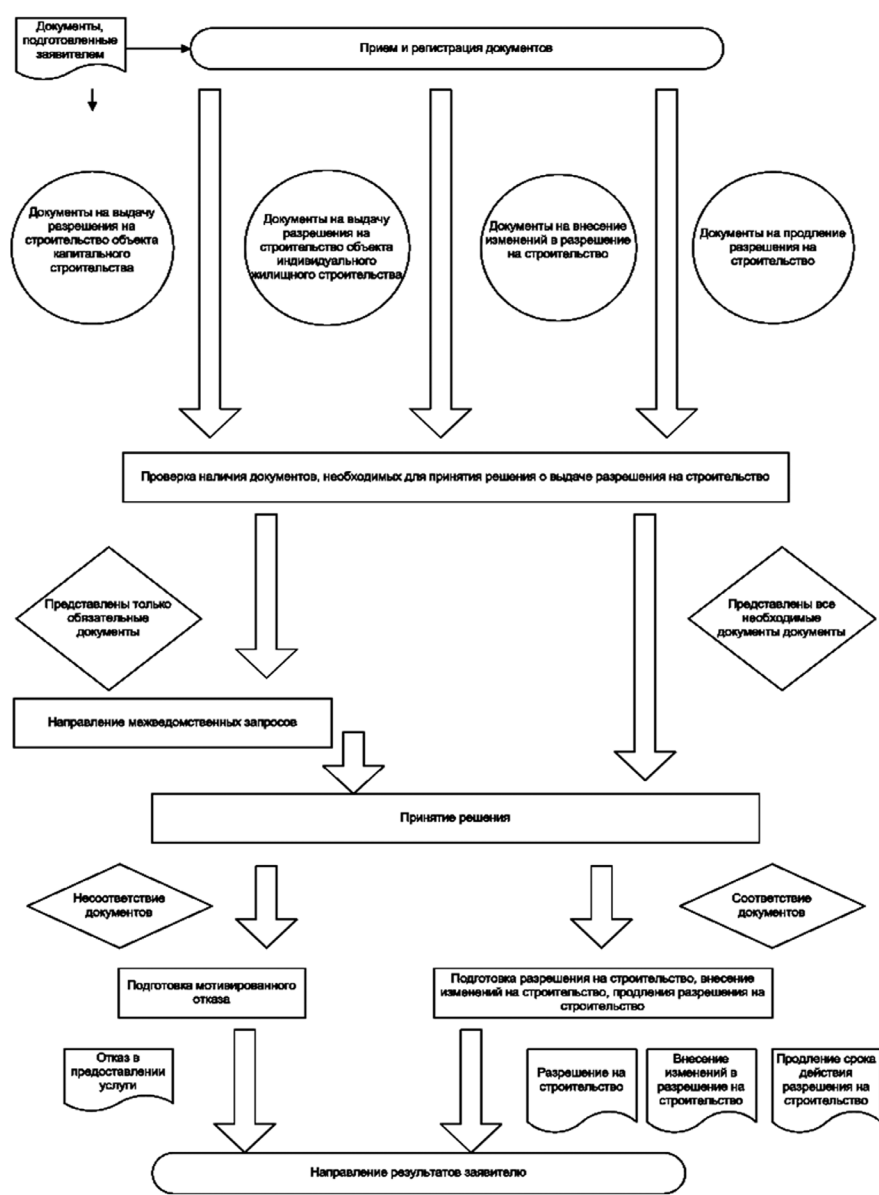 Документы,
подготовленные
заявителем
Прием и регистрация документов
Документы на выдачу
разрешения на
строительство объекта
капитального
строительства
Документы на выдачу
разрешения на
строительство объекта
индивидуального
жилищного строительства
Документы на внесение
изменений в разрешение
на строительство
Документы на продление
разрешения на
строительство
Проверка наличия документов, необходимых для принятия решения о выдаче разрешения на строительство
Представлены только
обязательные
документы
Представлены все
необходимые
документы документы
Направление межведомственных запросов
Принятие решения
Несоответствие
документов
Соответствие
документов
Подготовка мотивированного
отказа
Подготовка разрешения на строительство, внесение
изменений на строительство, продления разрешения на
строительство
Отказ в
предоставлении
услуги
Разрешение на
строительство
Внесение
изменений в
разрешение на
строительство
Продление срока
действия
разрешения на
строительство
Направление результатов заявителю